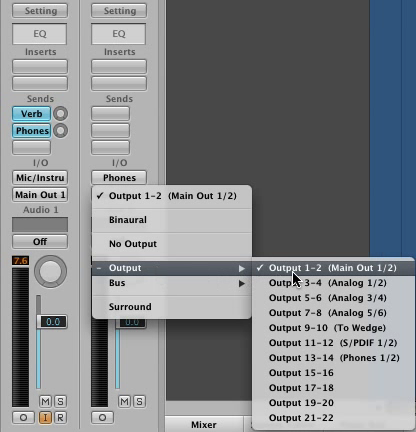 Setting
EQ
Inserts
Sends
Verb
Phones
I/O
Mic/Instru
Main Out 1
Audio 1
Off
7.6
0.0
M S
I R
Setting
EQ
Inserts
Sends
I/O
Phones
0.0
M S
✓ Output 1-2 (Main Out 1/2)
Binaural
No Output
– Output
Bus
Surround
✓ Output 1-2 (Main Out 1/2)
Output 3-4 (Analog 1/2)
Output 5-6 (Analog 3/4)
Output 7-8 (Analog 5/6)
Output 9-10 (To Wedge)
Output 11-12 (S/PDIF 1/2)
Output 13-14 (Phones 1/2)
Output 15-16
Output 17-18
Output 19-20
Output 21-22
Mixer